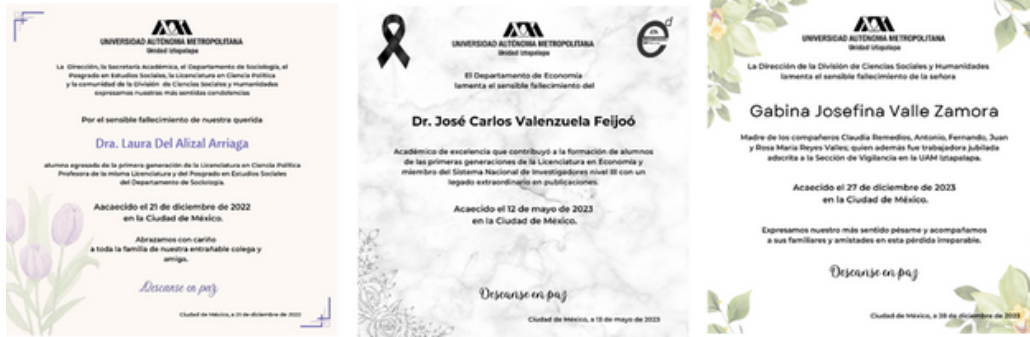 UNIVERSIDAD AUTÓNOMA METROPOLITANA
Unidad Iztapalapa
La Dirección, la Secretaría Académica, el Departamento de Sociología, el
Posgrado en Estudios Sociales, la Licenciatura en Ciencia Política
y la comunidad de la División de Ciencias Sociales y Humanidades
expresamos nuestras más sentidas condolencias
Por el sensible fallecimiento de nuestra querida
Dra. Laura Del Alizal Arriaga
alumna egresada de la primera generación de la Licenciatura en Ciencia Política
Profesora de la misma Licenciatura y del Posgrado en Estudios Sociales
del Departamento de Sociología.
Aacaecido el 21 de diciembre de 2022
en la Ciudad de México.
Abrazamos con cariño
a toda la familia de nuestra entrañable colega y
amiga.
Descanse en paz
Ciudad de México, a 21 de diciembre de 2022
UNIVERSIDAD AUTÓNOMA METROPOLITANA
Unidad Iztapalapa
ed
El Departamento de Economía
lamenta el sensible fallecimiento del
Dr. José Carlos Valenzuela Feijoó
Académico de excelencia que contribuyó a la formación de alumnos
de las primeras generaciones de la Licenciatura en Economía y
miembro del Sistema Nacional de Investigadores nivel III con un
legado extraordinario en publicaciones.
Acaecido el 12 de mayo de 2023
en la Ciudad de México.
Descanse en paz
Ciudad de México, a 13 de mayo de 2023
UNIVERSIDAD AUTÓNOMA METROPOLITANA
Unidad Iztapalapa
La Dirección de la División de Ciencias Sociales y Humanidades
lamenta el sensible fallecimiento de la señora
Gabina Josefina Valle Zamora
Madre de los compañeros Claudia Remedios, Antonio, Fernando, Juan
y Rosa María Reyes Valles; quien además fue trabajadora jubilada
adscrita a la Sección de Vigilancia en la UAM Iztapalapa.
Acaecido el 27 de diciembre de 2023
en la Ciudad de México.
Expresamos nuestro más sentido pésame y acompañamos
a sus familiares y amistades en esta pérdida irreparable.
Descanse en paz
Ciudad de México, a 28 de diciembre de 2023